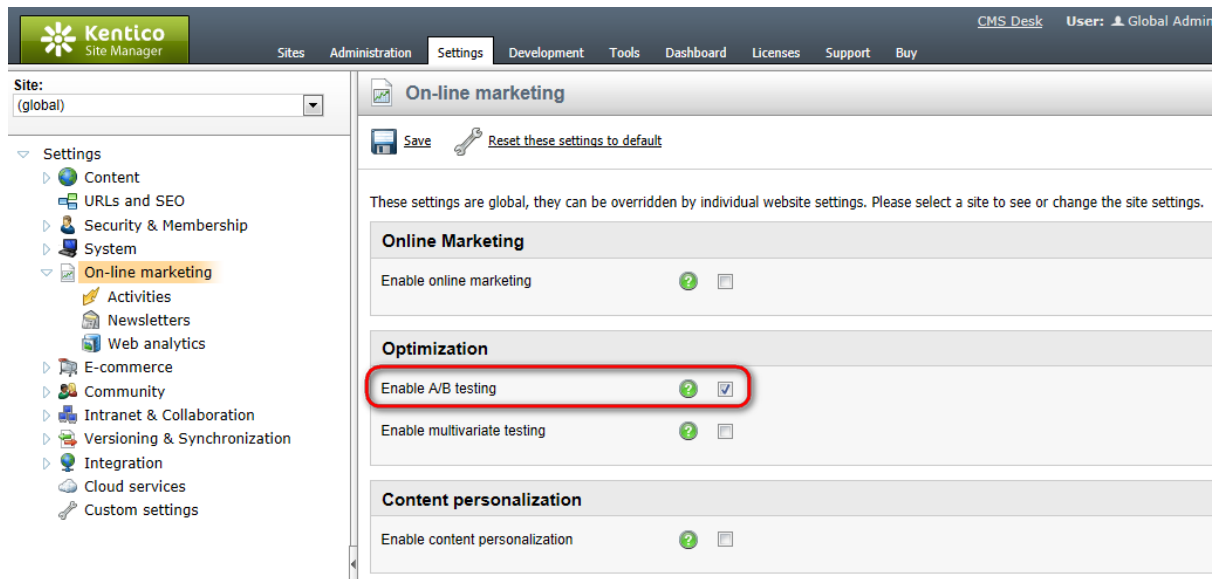 CMS Desk User: Global Admin
Kentico
Site Manager
Sites Administration Settings Development Tools Dashboard Licenses Support Buy
Site:
(global)
Settings
Content
URLs and SEO
Security & Membership
System
On-line marketing
Activities
Newsletters
Web analytics
E-commerce
Community
Intranet & Collaboration
Versioning & Synchronization
Integration
Cloud services
Custom settings
On-line marketing
Save Reset these settings to default
These settings are global, they can be overridden by individual website settings. Please select a site to see or change the site settings.
Online Marketing
Enable online marketing ?
Optimization
Enable A/B testing ?
Enable multivariate testing ?
Content personalization
Enable content personalization ?